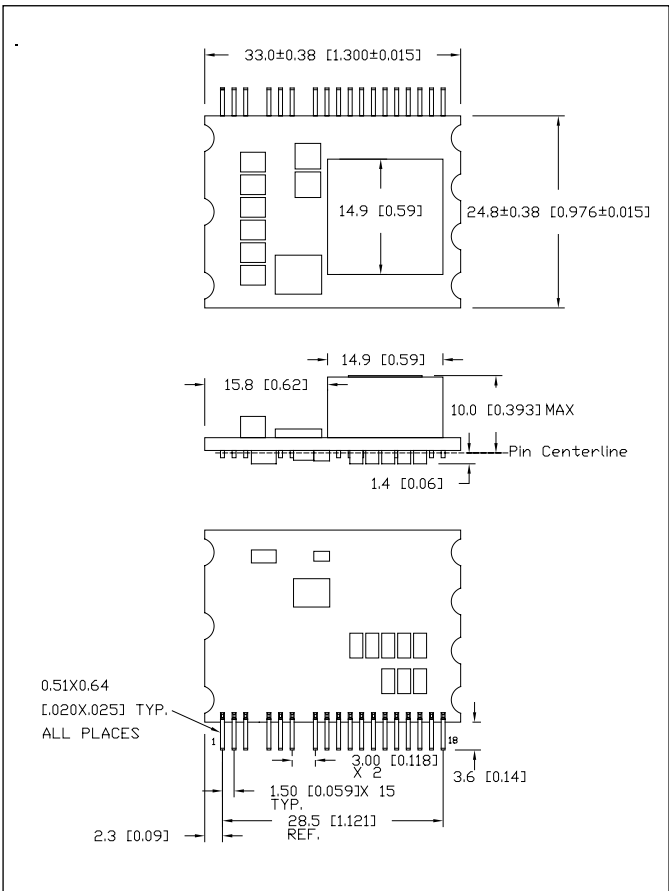 33.0±0.38 [1.300±0.015]
14.9 [0.59]
24.8±0.38 [0.976±0.015]
14.9 [0.59]
15.8 [0.62]
10.0 [0.393] MAX
Pin Centerline
1.4 [0.06]
0.51X0.64
[.020X.025] TYP.
ALL PLACES
1
18
3.00 [0.118]
X 2
3.6 [0.14]
1.50 [0.059]X 15
TYP.
28.5 [1.121]
REF.
2.3 [0.09]